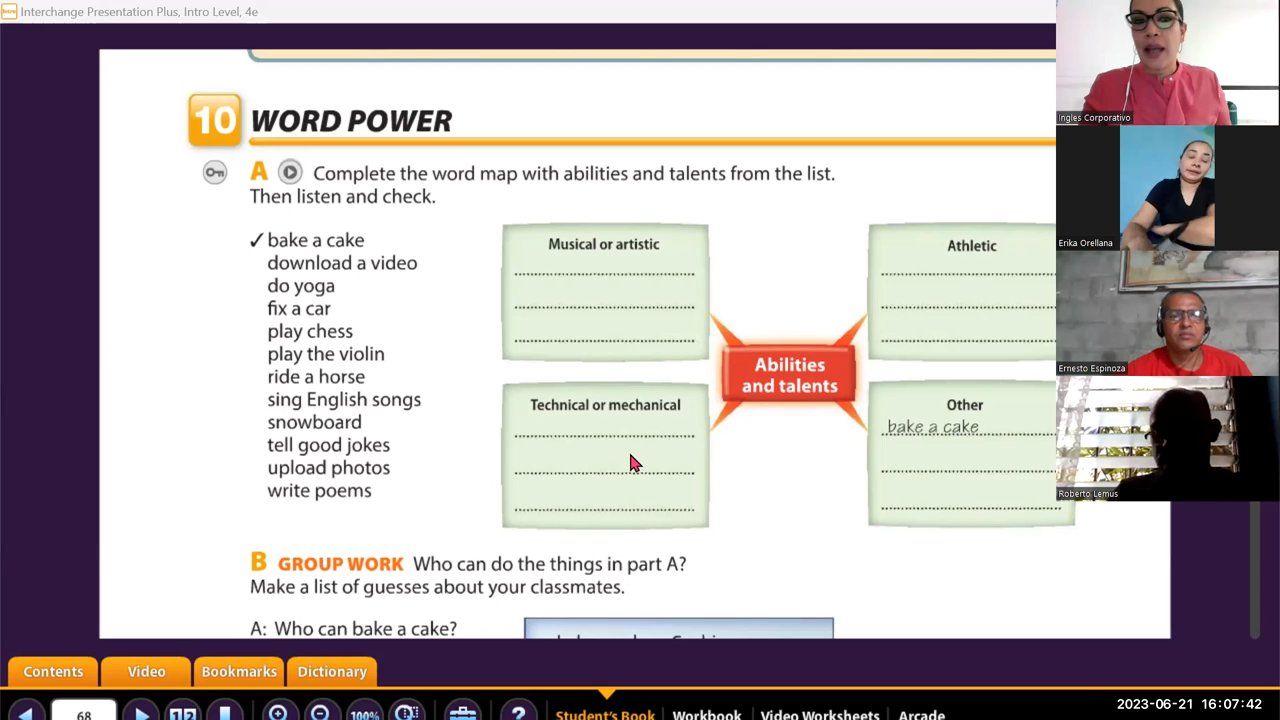 Interchange Presentation Plus, Intro Level, 4e
10 WORD POWER
A Complete the word map with abilities and talents from the list.
Then listen and check.
✓ bake a cake
download a video
do yoga
fix a car
play chess
play the violin
ride a horse
sing English songs
snowboard
tell good jokes
upload photos
write poems
Musical or artistic
Athletic
Abilities
and talents
Technical or mechanical
Other
bake a cake
B GROUP WORK Who can do the things in part A?
Make a list of guesses about your classmates.
A: Who can bake a cake?
Ingles Corporativo
Erika Orellana
Ernesto Espinoza
Roberto Lemus
Contents Video Bookmarks Dictionary
68 1 2 100% ? Student's Book Workbook Video Worksheets Arcade
2023-06-21 16:07:42